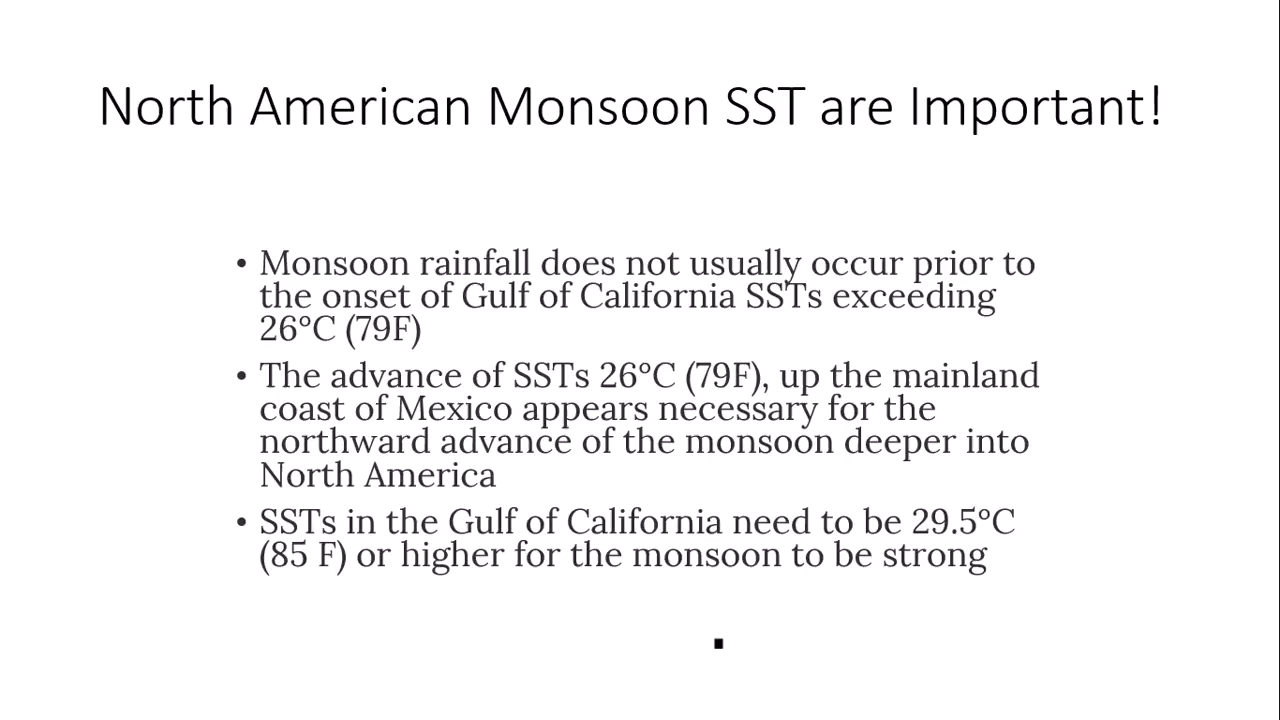 North American Monsoon SST are Important!
• Monsoon rainfall does not usually occur prior to
the onset of Gulf of California SSTs exceeding
26°C (79F)
• The advance of SSTs 26°C (79F), up the mainland
coast of Mexico appears necessary for the
northward advance of the monsoon deeper into
North America
• SSTs in the Gulf of California need to be 29.5°C
(85 F) or higher for the monsoon to be strong